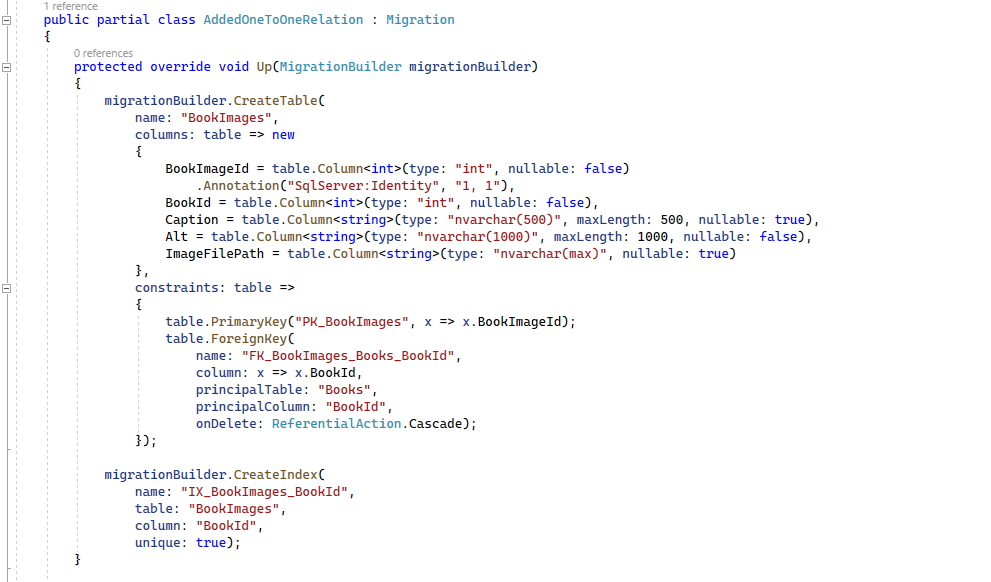 1 reference
public partial class AddedOneToOneRelation : Migration
{
0 references
protected override void Up(MigrationBuilder migrationBuilder)
{
migrationBuilder.CreateTable(
name: "BookImages",
columns: table => new
{
BookImageId = table.Column<int>(type: "int", nullable: false)
.Annotation("SqlServer:Identity", "1, 1"),
BookId = table.Column<int>(type: "int", nullable: false),
Caption = table.Column<string>(type: "nvarchar(500)", maxLength: 500, nullable: true),
Alt = table.Column<string>(type: "nvarchar(1000)", maxLength: 1000, nullable: false),
ImageFilePath = table.Column<string>(type: "nvarchar(max)", nullable: true)
},
constraints: table =>
{
table.PrimaryKey("PK_BookImages", x => x.BookImageId);
table.ForeignKey(
name: "FK_BookImages_Books_BookId",
column: x => x.BookId,
principalTable: "Books",
principalColumn: "BookId",
onDelete: ReferentialAction.Cascade);
});
migrationBuilder.CreateIndex(
name: "IX_BookImages_BookId",
table: "BookImages",
column: "BookId",
unique: true);
}